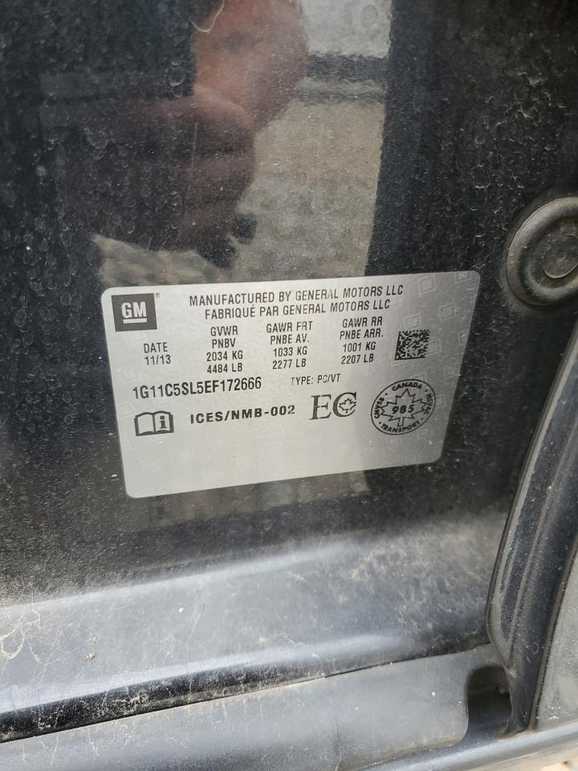 GM ®
MANUFACTURED BY GENERAL MOTORS LLC
FABRIQUÉ PAR GENERAL MOTORS LLC
DATE
11/13
GVWR
PNBV
2034 KG
4484 LB
GAWR FRT
PNBE AV.
1033 KG
2277 LB
GAWR RR
PNBE ARR.
1001 KG
2207 LB
1G11C5SL5EF172666 TYPE: PC/VT
ICES/NMB-002 EC
CANADA
985
TRANSPORT